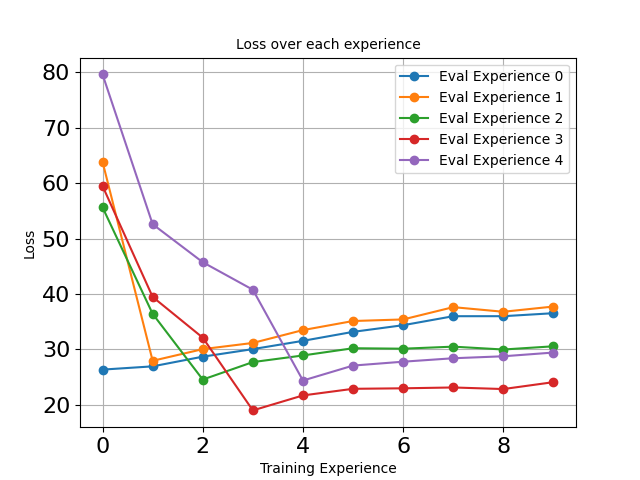 Loss over each experience
80
70
60
50
40
30
20
Loss
Eval Experience 0
Eval Experience 1
Eval Experience 2
Eval Experience 3
Eval Experience 4
0 2 4 6 8
Training Experience